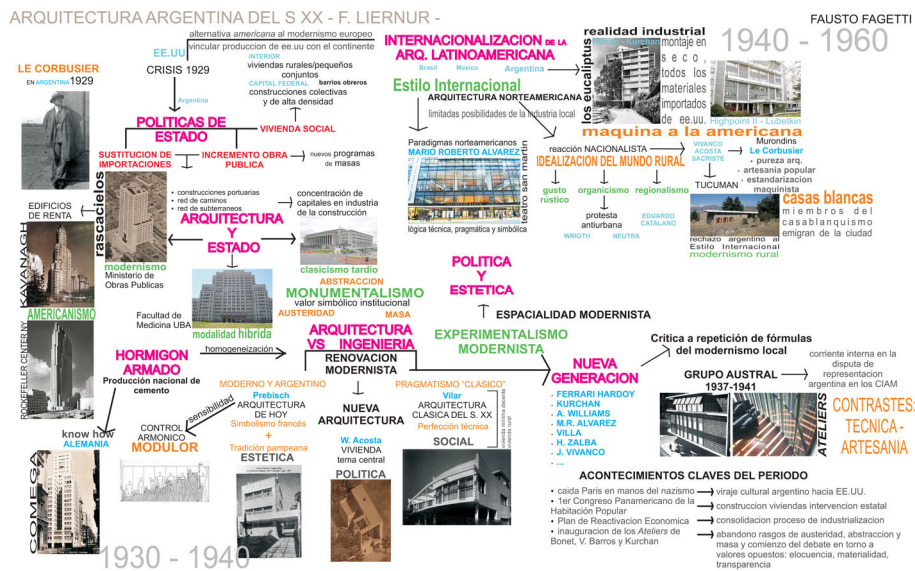 ARQUITECTURA ARGENTINA DEL S XX - F. LIERNUR -
FAUSTO FAGETTI
1940 - 1960
alternativa americana al modernismo europeo
vincular produccion de ee.uu con el continente
EE.UU
CRISIS 1929
Argentina
INTERIOR
viviendas rurales/pequeños
conjuntos
CAPITAL FEDERAL barrios obreros
construcciones colectivas
y de alta densidad
LE CORBUSIER
EN ARGENTINA 1929
POLITICAS DE
ESTADO
VIVIENDA SOCIAL
SUSTITUCION DE
IMPORTACIONES
INCREMENTO OBRA
PUBLICA
nuevos programas
de masas
INTERNACIONALIZACION DE LA
ARQ. LATINOAMERICANA
Brasil
Mexico
Argentina
Estilo Internacional
ARQUITECTURA NORTEAMERICANA
limitadas posibilidades de la industria local
Paradigmas norteamericanos
MARIO ROBERTO ALVAREZ
teatro san martin
lógica técnica, pragmática y simbólica
realidad industrial
los eucaliptus
Kurchan
montaje en
seco,
todos los
materiales
importados
de ee.uu.
Highpoint II - Lubetkin
maquina a la americana
reacción NACIONALISTA
IDEALIZACION DEL MUNDO RURAL
VIVANCO
ACOSTA
SACRISTE
TUCUMAN
Murondins
Le Corbusier
• pureza arq.
• artesania popular
• estandarizacion
maquinista
gusto
rústico
organicismo
regionalismo
protesta
antiurbana
WRIGTH
NEUTRA
EDUARDO
CATALANO
casas blancas
miembros del
casablanquismo
emigran de la ciudad
rechazo argentino al
Estilo Internacional
modernismo rural
rascacielos
EDIFICIOS
DE RENTA
KAVANAGH
AMERICANISMO
ROCKEFELLER CENTER NY
• construcciones portuarias
• red de caminos
• red de subterraneos
concentración de
capitales en industria
de la construcción
ARQUITECTURA
Y
ESTADO
modernismo
Ministerio de
Obras Publicas
clasicismo tardío
ABSTRACCION
MONUMENTALISMO
valor simbólico institucional
AUSTERIDAD
MASA
Facultad de
Medicina UBA
modalidad híbrida
homogeneización
POLITICA
Y
ESTETICA
ESPACIALIDAD MODERNISTA
EXPERIMENTALISMO
MODERNISTA
ARQUITECTURA
VS INGENIERIA
RENOVACION
MODERNISTA
HORMIGON
ARMADO
Producción nacional de
cemento
know how
ALEMANIA
COMEGA
sensibilidad
CONTROL
ARMONICO
MODULOR
MODERNO Y ARGENTINO
Prebisch
ARQUITECTURA
DE HOY
Simbolismo francés
+
Tradición pampeana
ESTETICA
NUEVA
ARQUITECTURA
W. Acosta
VIVIENDA
tema central
POLITICA
PRAGMATISMO "CLASICO"
Vilar
ARQUITECTURA
CLASICA DEL S. XX
Perfección técnica
SOCIAL
vivienda mínima decente
vivienda rural
NUEVA
GENERACION
• FERRARI HARDOY
• KURCHAN
• A. WILLIAMS
• M.R. ALVAREZ
• VILLA
• H. ZALBA
• J. VIVANCO
• ...
Crítica a repetición de fórmulas
del modernismo local
GRUPO AUSTRAL
1937-1941
corriente interna en la
disputa de
representacion
argentina en los CIAM
ATELIERS
CONTRASTES:
TECNICA -
ARTESANIA
ACONTECIMIENTOS CLAVES DEL PERIODO
• caida Paris en manos del nazismo
viraje cultural argentino hacia EE.UU.
• 1er Congreso Panamericano de la
Habitación Popular
construccion viviendas intervencion estatal
• Plan de Reactivacion Economica
consolidacion proceso de industrializacion
• inauguracion de los Ateliers de
Bonet, V. Barros y Kurchan
abandono rasgos de austeridad, abstraccion y
masa y comienzo del debate en torno a
valores opuestos: elocuencia, materialidad,
transparencia
1930 - 1940